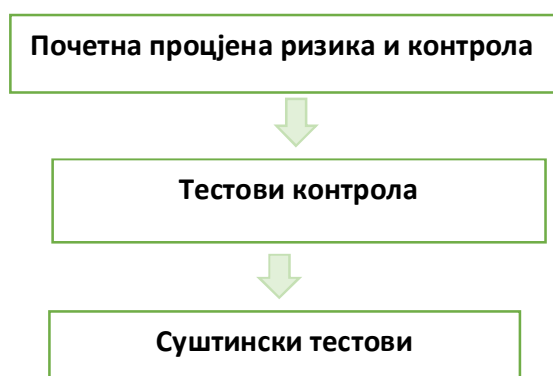 Почетна процјена ризика и контрола
Тестови контрола
Суштински тестови